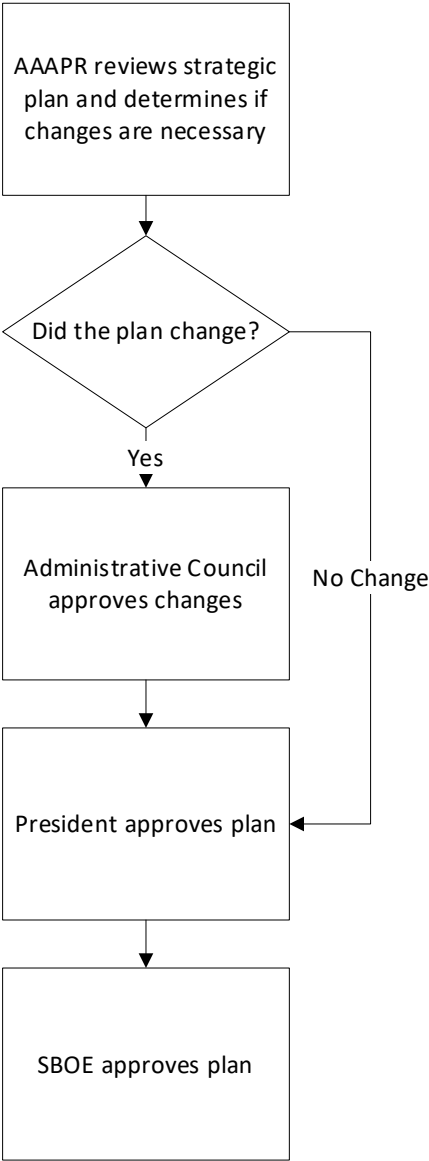 AAAPR reviews strategic
plan and determines if
changes are necessary
Did the plan change?
Yes
Administrative Council
approves changes
No Change
President approves plan
SBOE approves plan